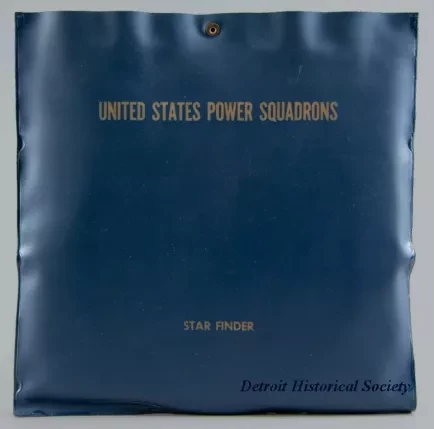 UNITED STATES POWER SQUADRONS
STAR FINDER
Detroit Historical Society